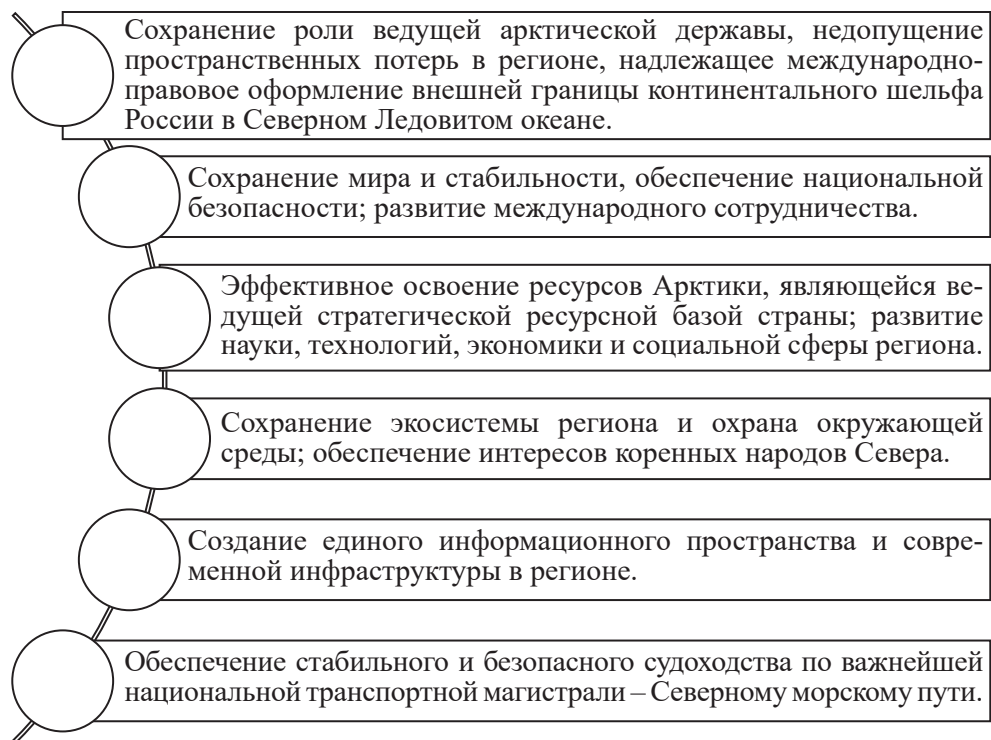 Сохранение роли ведущей арктической державы, недопущение
пространственных потерь в регионе, надлежащее международно-
правовое оформление внешней границы континентального шельфа
России в Северном Ледовитом океане.
Сохранение мира и стабильности, обеспечение национальной
безопасности; развитие международного сотрудничества.
Эффективное освоение ресурсов Арктики, являющейся ве-
дущей стратегической ресурсной базой страны; развитие
науки, технологий, экономики и социальной сферы региона.
Сохранение экосистемы региона и охрана окружающей
среды; обеспечение интересов коренных народов Севера.
Создание единого информационного пространства и совре-
менной инфраструктуры в регионе.
Обеспечение стабильного и безопасного судоходства по важнейшей
национальной транспортной магистрали – Северному морскому пути.